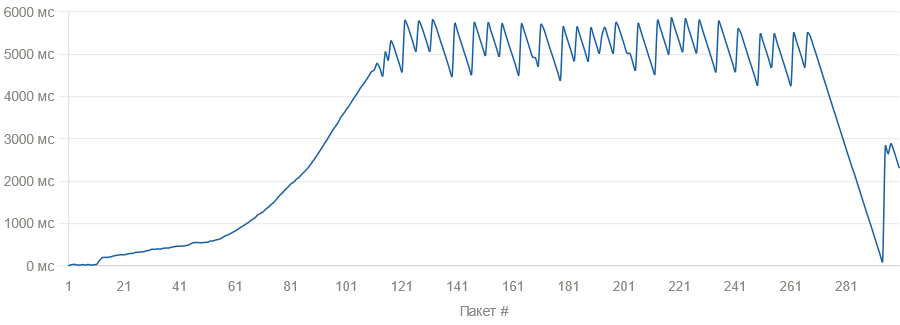 6000 мс
5000 мс
4000 мс
3000 мс
2000 мс
1000 мс
0 мс
1 21 41 61 81 101 121 141 161 181 201 221 241 261 281
Пакет #